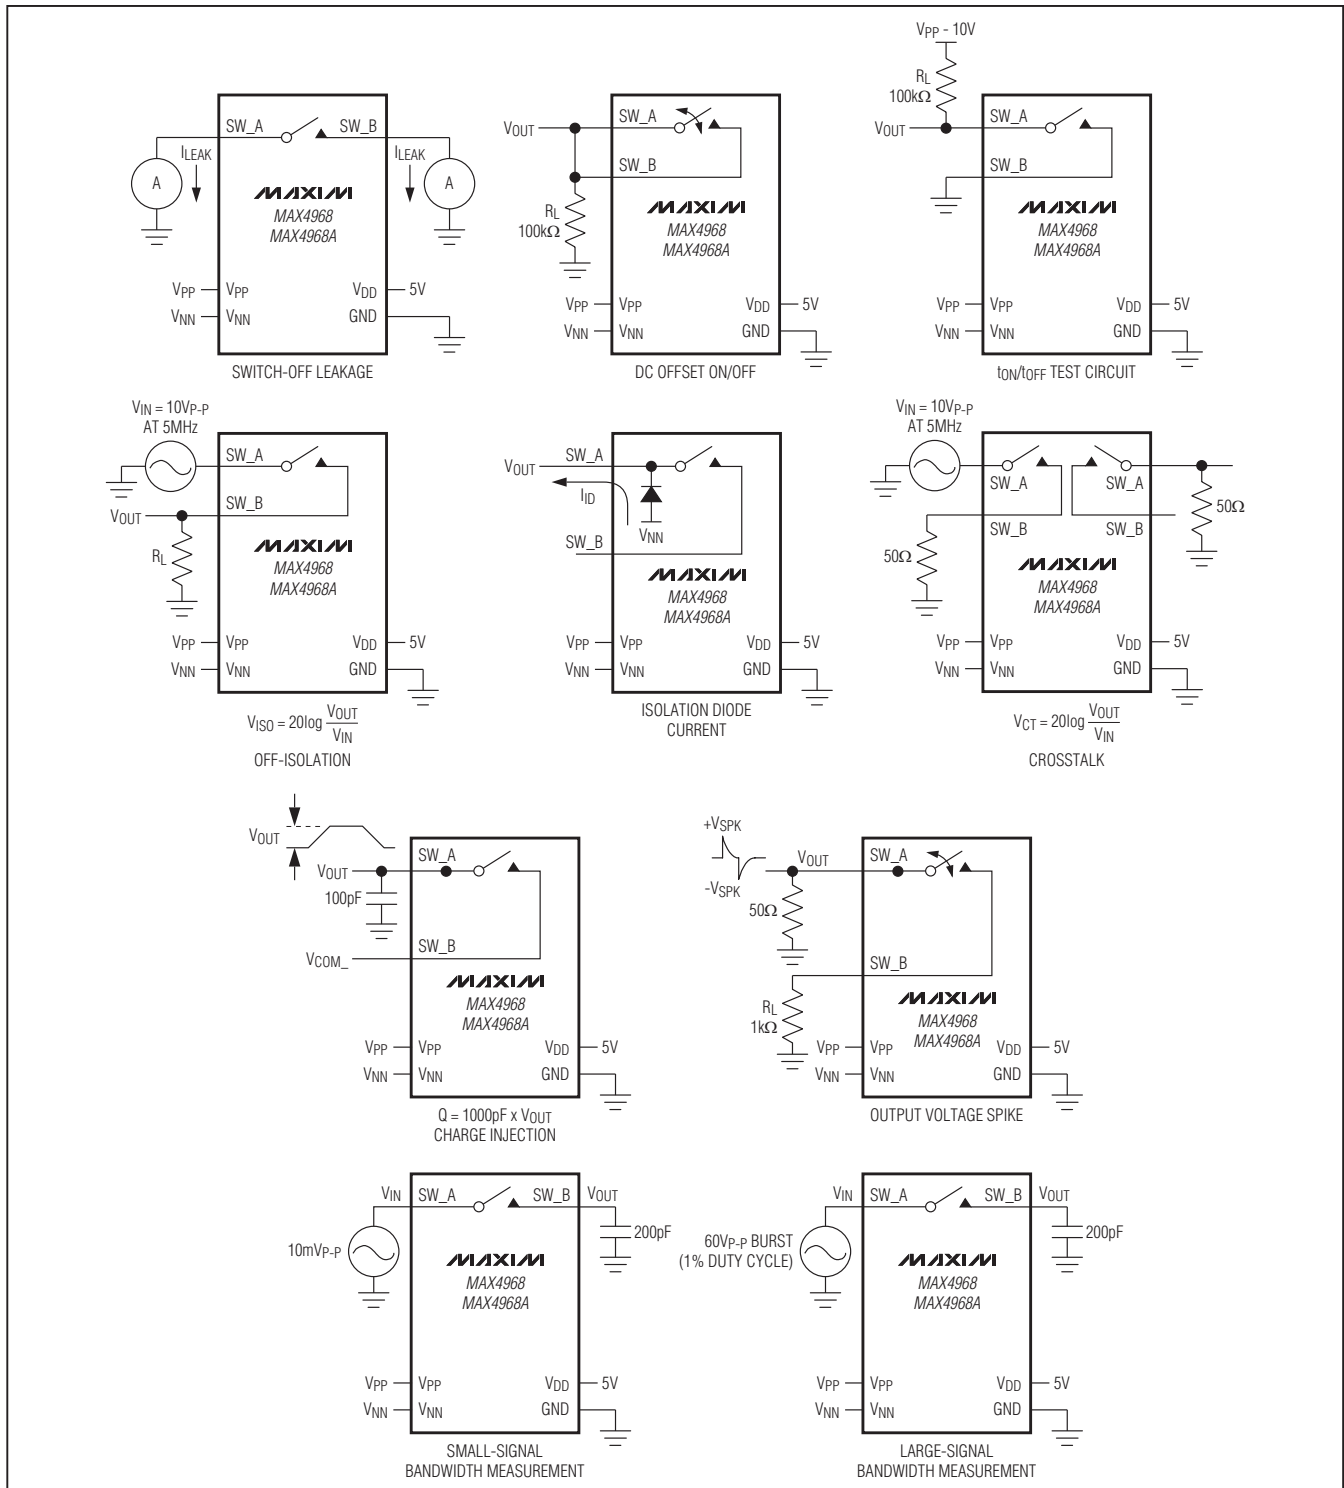 SW_A
SW_B
ILEAK
ILEAK
A
A
MAXIM
MAX4968
MAX4968A
VPP
VPP
VDD
5V
VNN
VNN
GND
SWITCH-OFF LEAKAGE
VOUT
SW_A
SW_B
RL
100kΩ
MAXIM
MAX4968
MAX4968A
VPP
VPP
VDD
5V
VNN
VNN
GND
DC OFFSET ON/OFF
VPP - 10V
RL
100kΩ
VOUT
SW_A
SW_B
MAXIM
MAX4968
MAX4968A
VPP
VPP
VDD
5V
VNN
VNN
GND
tON/tOFF TEST CIRCUIT
VIN = 10VP-P
AT 5MHz
SW_A
SW_B
VOUT
RL
MAXIM
MAX4968
MAX4968A
VPP
VPP
VDD
5V
VNN
VNN
GND
VISO = 20log VOUT
VIN
OFF-ISOLATION
VOUT
SW_A
IID
VNN
SW_B
MAXIM
MAX4968
MAX4968A
VPP
VPP
VDD
5V
VNN
VNN
GND
ISOLATION DIODE
CURRENT
VIN = 10VP-P
AT 5MHz
SW_A
SW_A
SW_B
SW_B
50Ω
50Ω
MAXIM
MAX4968
MAX4968A
VPP
VPP
VDD
5V
VNN
VNN
GND
VCT = 20log VOUT
VIN
CROSSTALK
VOUT
VOUT
SW_A
100pF
VCOM_
SW_B
MAXIM
MAX4968
MAX4968A
VPP
VPP
VDD
5V
VNN
VNN
GND
Q = 1000pF x VOUT
CHARGE INJECTION
+VSPK
-VSPK
VOUT
SW_A
50Ω
SW_B
RL
1kΩ
MAXIM
MAX4968
MAX4968A
VPP
VPP
VDD
5V
VNN
VNN
GND
OUTPUT VOLTAGE SPIKE
VIN
SW_A
SW_B
VOUT
10mVP-P
200pF
MAXIM
MAX4968
MAX4968A
VPP
VPP
VDD
5V
VNN
VNN
GND
SMALL-SIGNAL
BANDWIDTH MEASUREMENT
VIN
SW_A
SW_B
VOUT
60VP-P BURST
(1% DUTY CYCLE)
200pF
MAXIM
MAX4968
MAX4968A
VPP
VPP
VDD
5V
VNN
VNN
GND
LARGE-SIGNAL
BANDWIDTH MEASUREMENT